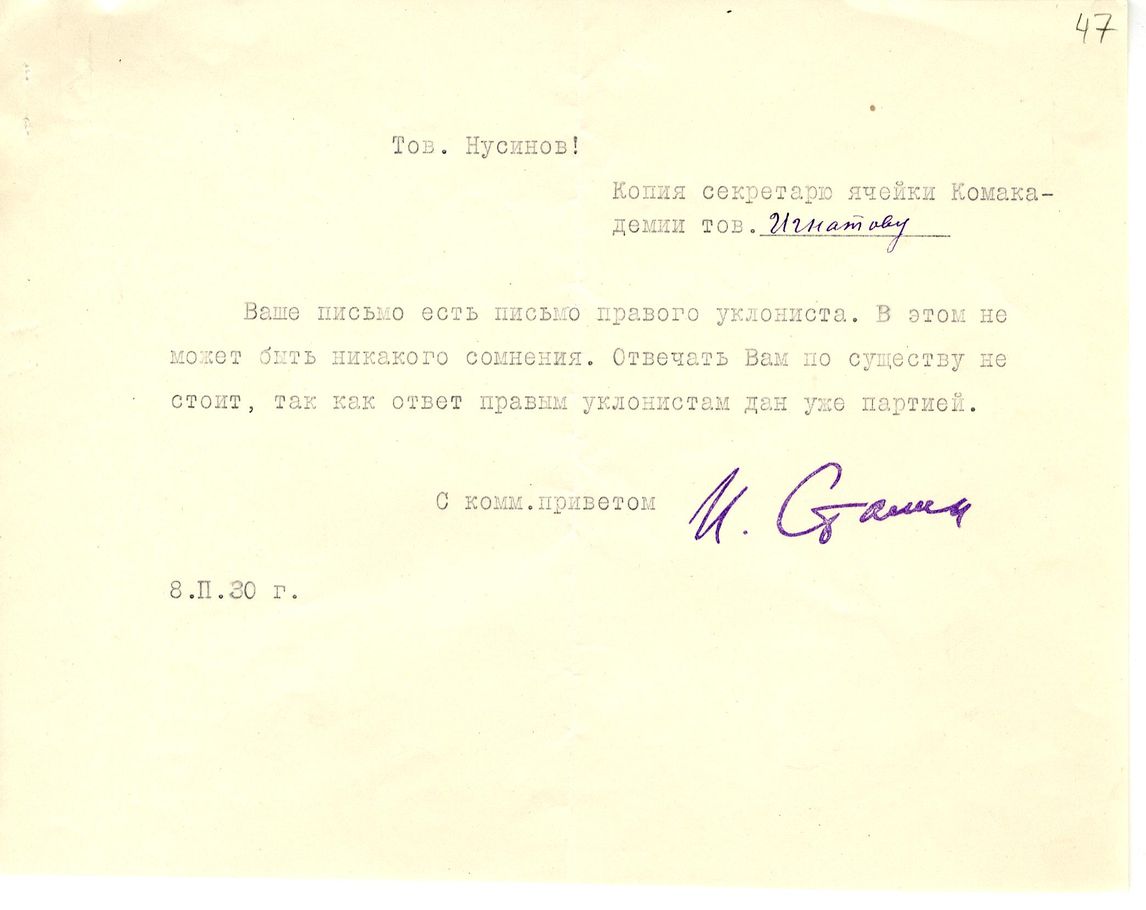 47
Тов. Нусинов!
Копия секретарю ячейки Комака-
демии тов. Игнатову
Ваше письмо есть письмо правого уклониста. В этом не
может быть никакого сомнения. Отвечать Вам по существу не
стоит, так как ответ правым уклонистам дан уже партией.
С комм.приветом И. Сталин
8.П.30 г.